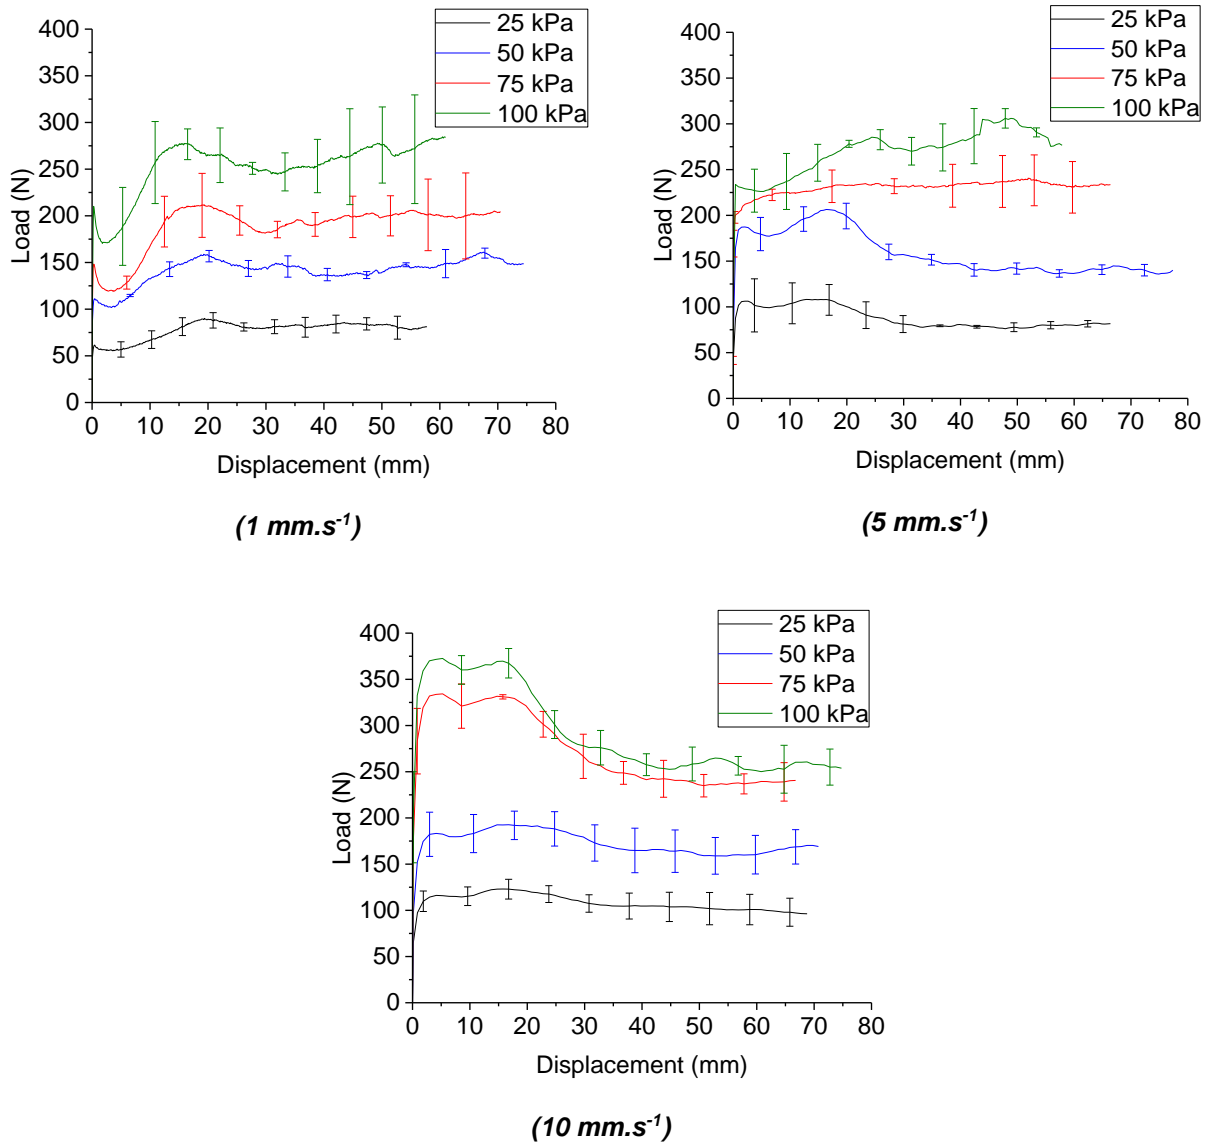 400
350
300
250
200
150
100
50
0
Load (N)
0 10 20 30 40 50 60 70 80
Displacement (mm)
25 kPa
50 kPa
75 kPa
100 kPa
(1 mm.s-1)
400
350
300
250
200
150
100
50
0
Load (N)
0 10 20 30 40 50 60 70 80
Displacement (mm)
25 kPa
50 kPa
75 kPa
100 kPa
(5 mm.s-1)
400
350
300
250
200
150
100
50
0
Load (N)
0 10 20 30 40 50 60 70 80
Displacement (mm)
25 kPa
50 kPa
75 kPa
100 kPa
(10 mm.s-1)